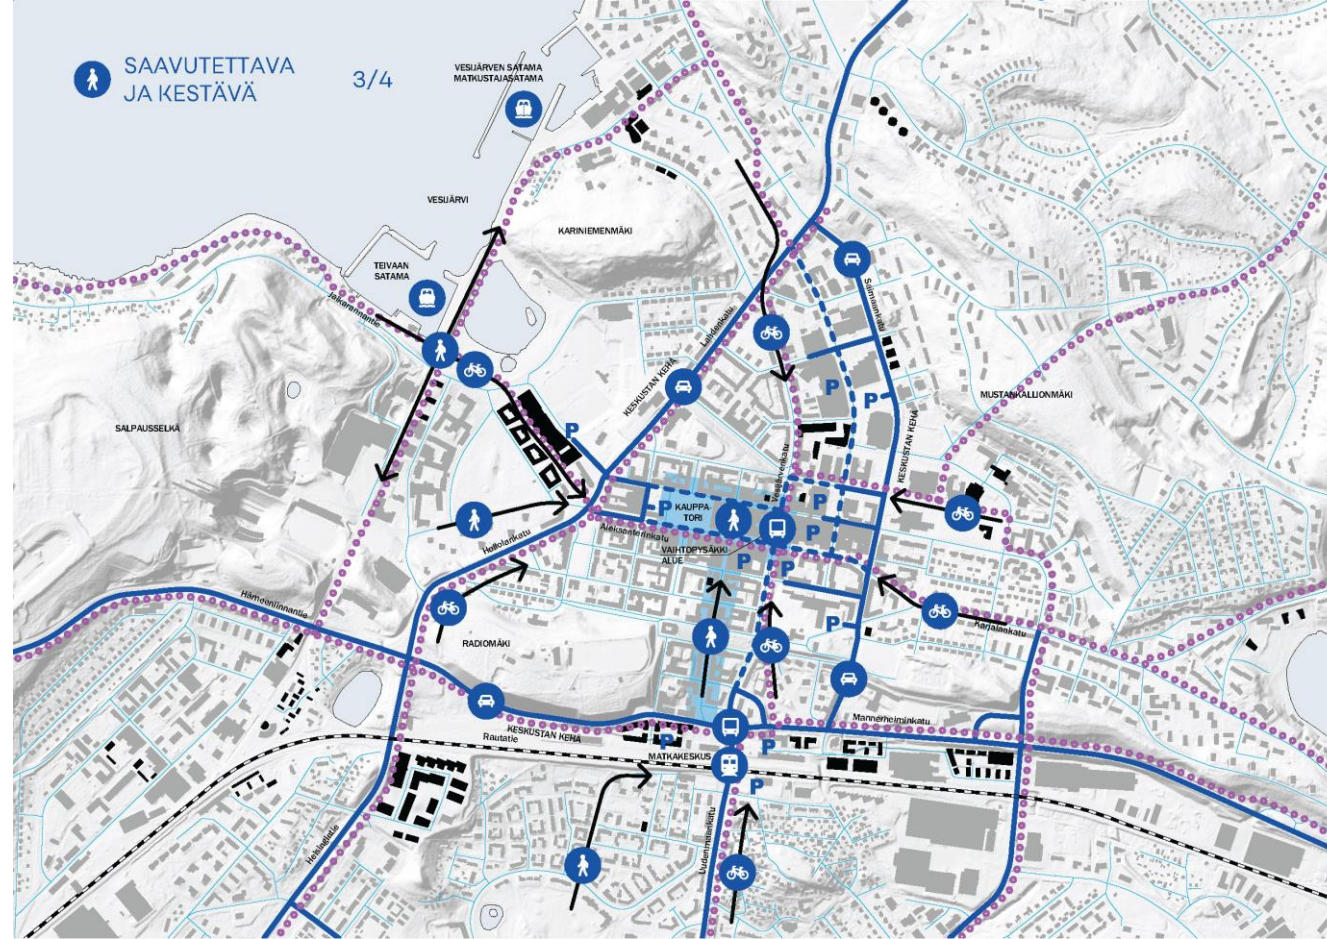 SAAVUTETTAVA
JA KESTÄVÄ
3/4
VESIJÄRVEN SATAMA
MATKUSTAJASATAMA
VESIJÄRVI
KARINIEMENMÄKI
TEIVAAN
SATAMA
Jalkarannantie
Saimaankatu
Lahdenkatu
KESKUSTAN KEHÄ
P
P
MUSTANKALLIONMÄKI
SALPAUSSELKÄ
P
KESKUSTAN KEHÄ
Vesijärvenkatu
P
KAUPPA-
TORI
P
P
Aleksanterinkatu
VAIHTOPYSÄKKI
ALUE
P
P
Hollolankatu
Hämeenlinnantie
P
Karjalankatu
RADIOMÄKI
Mannerheiminkatu
KESKUSTAN KEHÄ
Rautatie
P
P
MATKAKESKUS
P
Uudenmaankatu
Helsingintie